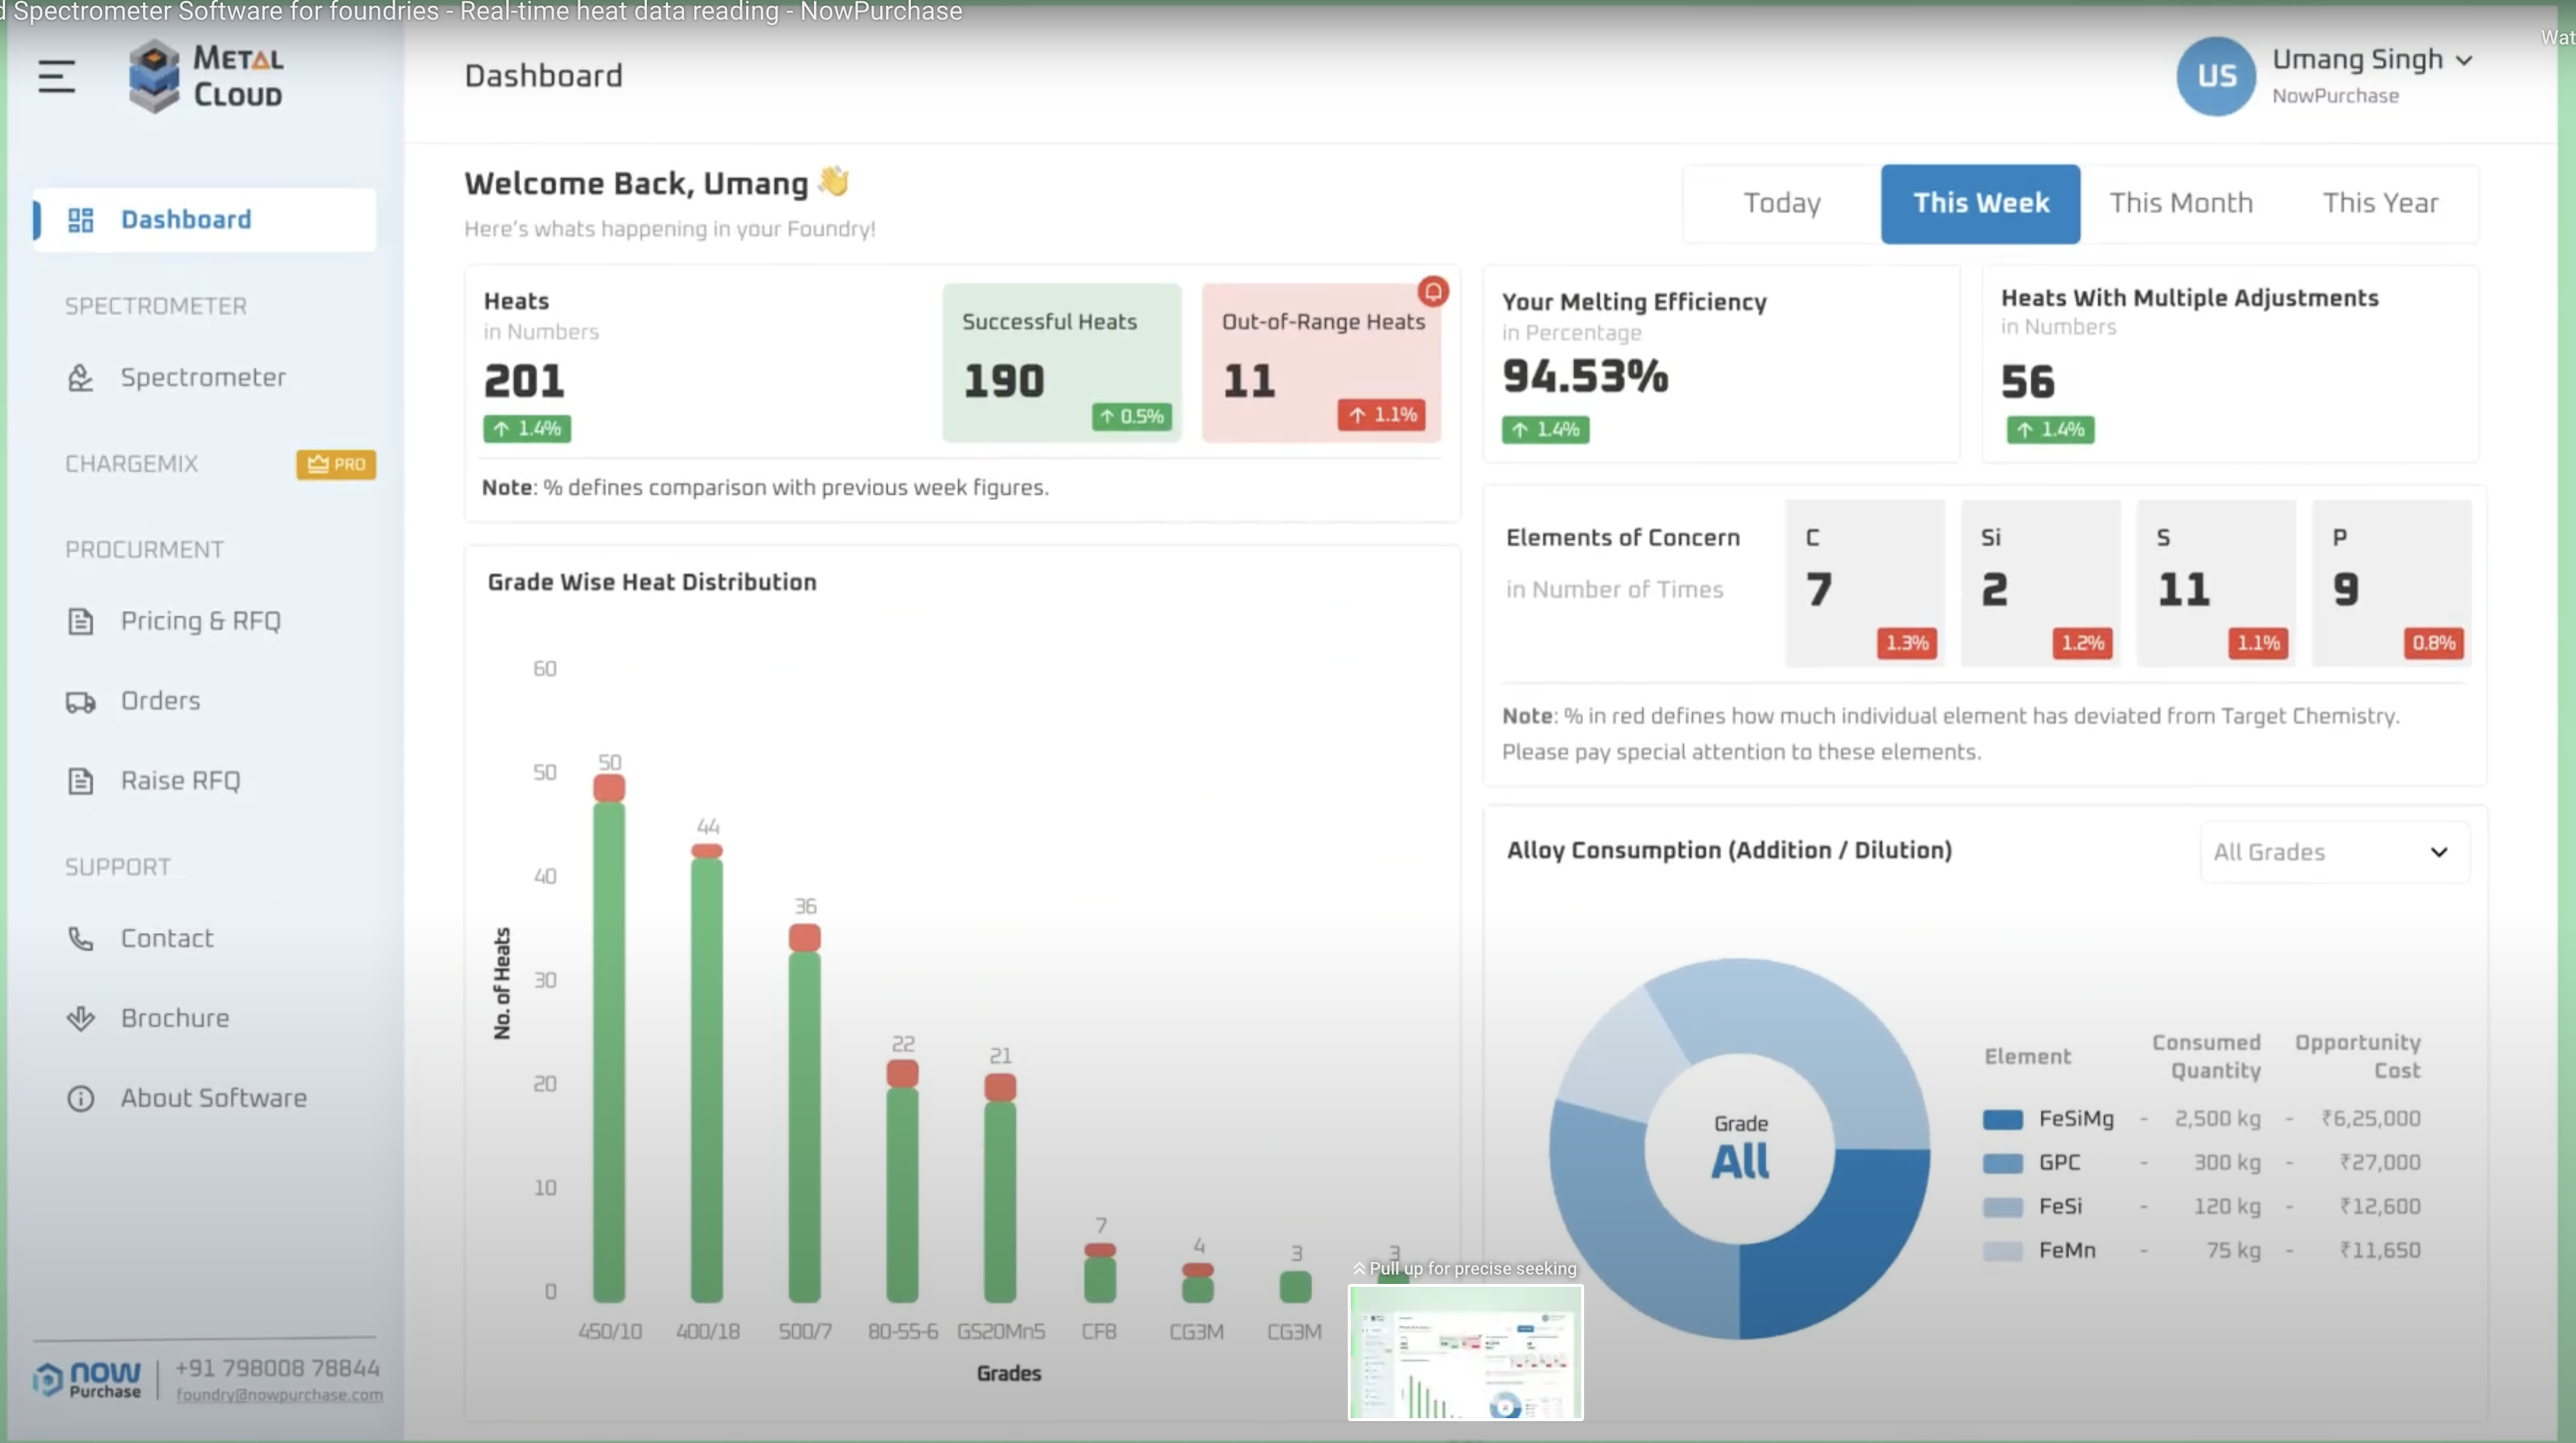 Spectrometer Software for foundries - Real-time heat data reading - NowPurchase
METAL
CLOUD
Dashboard
US
Umang Singh
NowPurchase
Dashboard
SPECTROMETER
Spectrometer
CHARGEMIX
PRO
PROCURMENT
Pricing & RFQ
Orders
Raise RFQ
SUPPORT
Contact
Brochure
About Software
now
Purchase
+91 798008 78844
foundry@nowpurchase.com
Welcome Back, Umang 👋
Here's whats happening in your Foundry!
Today
This Week
This Month
This Year
Heats
in Numbers
201
↑ 1.4%
Successful Heats
190
↑ 0.5%
Out-of-Range Heats
11
↑ 1.1%
Note: % defines comparison with previous week figures.
Your Melting Efficiency
in Percentage
94.53%
↑ 1.4%
Heats With Multiple Adjustments
in Numbers
56
↑ 1.4%
Elements of Concern
in Number of Times
C
7
1.3%
Si
2
1.2%
S
11
1.1%
P
9
0.8%
Note: % in red defines how much individual element has deviated from Target Chemistry.
Please pay special attention to these elements.
Grade Wise Heat Distribution
No. of Heats
60
50
40
30
20
10
0
50
44
36
22
21
7
4
3
3
450/10
400/18
500/7
80-55-6
GS20Mn5
CF8
CG3M
CG3M
Grades
Pull up for precise seeking
Alloy Consumption (Addition / Dilution)
All Grades
Grade
All
Element Consumed Quantity Opportunity Cost
FeSiMg - 2,500 kg - ₹6,25,000
GPC - 300 kg - ₹27,000
FeSi - 120 kg - ₹12,600
FeMn - 75 kg - ₹11,650